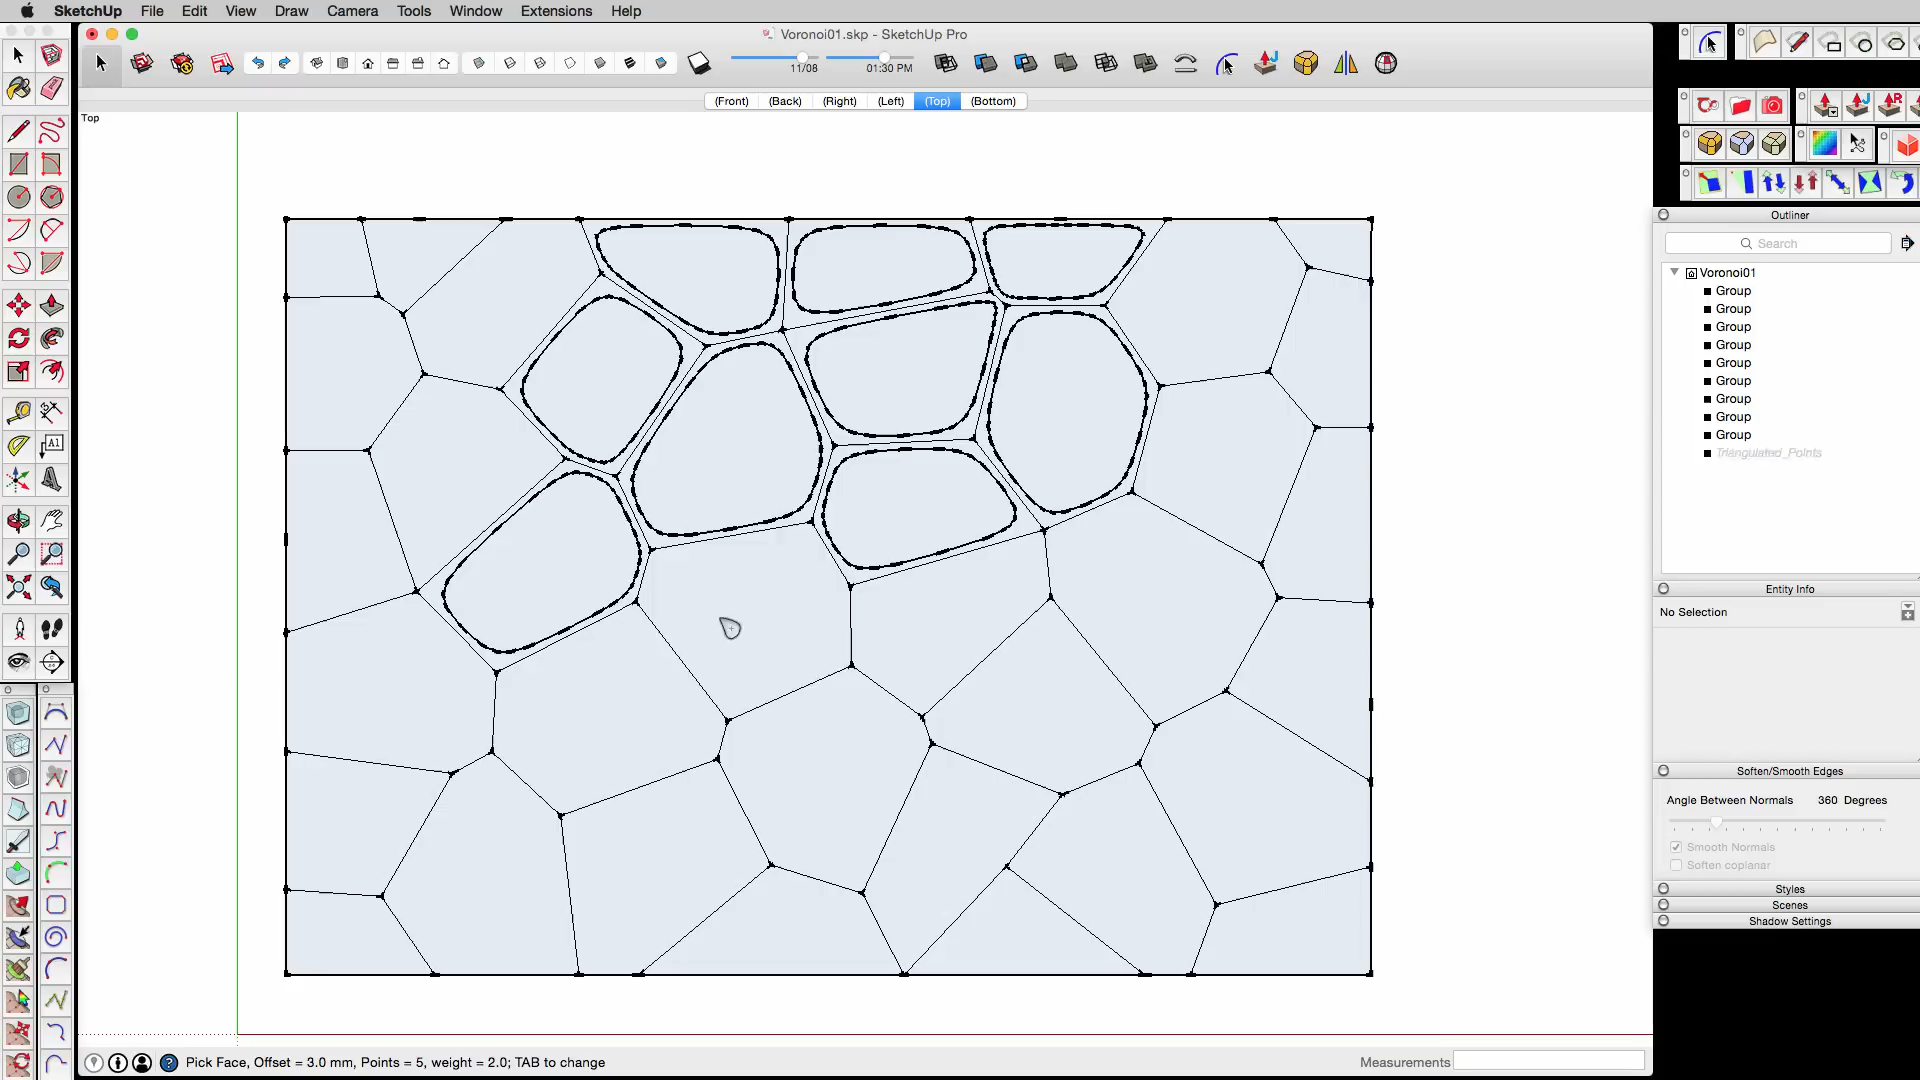 SketchUp File Edit View Draw Camera Tools Window Extensions Help
Voronoi01.skp - SketchUp Pro
11/08 01:30 PM
(Front) (Back) (Right) (Left) (Top) (Bottom)
Top
A1
Outliner
Search
Voronoi01
Group
Group
Group
Group
Group
Group
Group
Group
Group
Triangulated_Points
Entity Info
No Selection
Soften/Smooth Edges
Angle Between Normals 360 Degrees
Smooth Normals
Soften coplanar
Styles
Scenes
Shadow Settings
Pick Face, Offset = 3.0 mm, Points = 5, weight = 2.0; TAB to change
Measurements